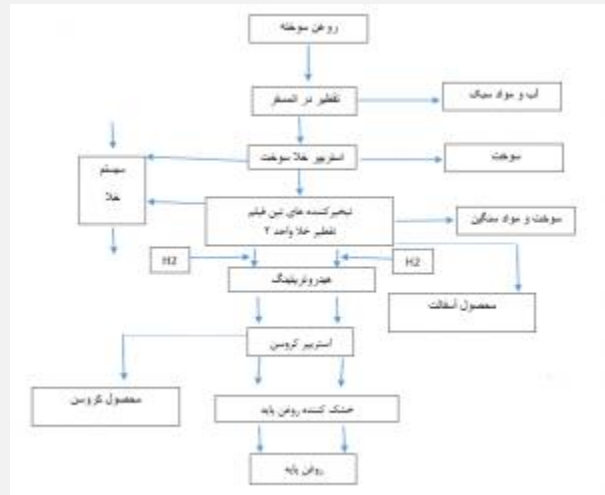 روغن سوخته
تقطیر در اتمسفر
آب و مواد سبک
استریپر خلا سوخت
سوخت
سیستم
خلا
تبخیرکننده های تین فیلم
تقطیر خلا واحد ۲
سوخت و مواد سنگین
H2
H2
هیدروتریتینگ
محصول آسفالت
استریپر کروسن
محصول کروسن
خشک کننده روغن پایه
روغن پایه